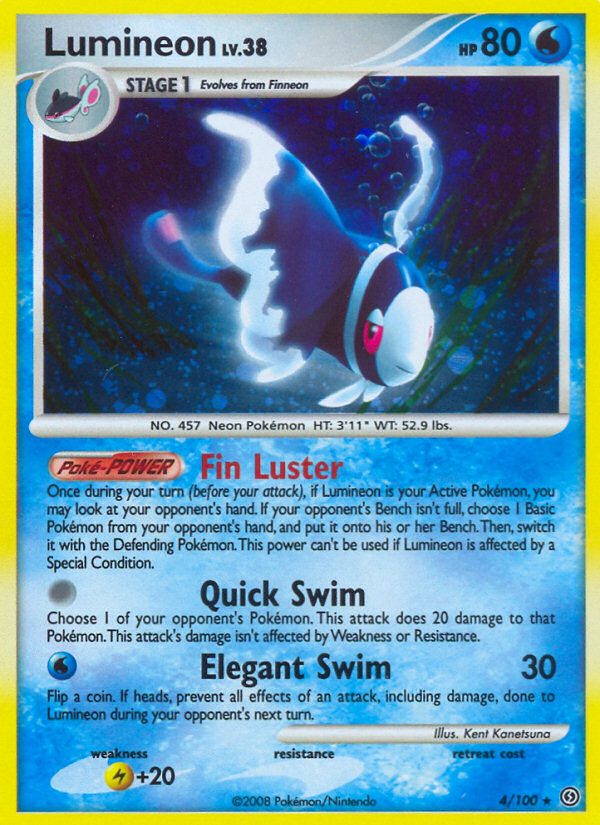 Lumineon LV.38
HP 80
STAGE 1 Evolves from Finneon
NO. 457 Neon Pokémon HT: 3'11" WT: 52.9 lbs.
Poké-POWER Fin Luster
Once during your turn (before your attack), if Lumineon is your Active Pokémon, you
may look at your opponent's hand. If your opponent's Bench isn't full, choose 1 Basic
Pokémon from your opponent's hand, and put it onto his or her Bench. Then, switch
it with the Defending Pokémon. This power can't be used if Lumineon is affected by a
Special Condition.
Quick Swim
Choose 1 of your opponent's Pokémon. This attack does 20 damage to that
Pokémon. This attack's damage isn't affected by Weakness or Resistance.
Elegant Swim 30
Flip a coin. If heads, prevent all effects of an attack, including damage, done to
Lumineon during your opponent's next turn.
Illus. Kent Kanetsuna
weakness resistance retreat cost
+20
©2008 Pokémon/Nintendo 4/100 ★